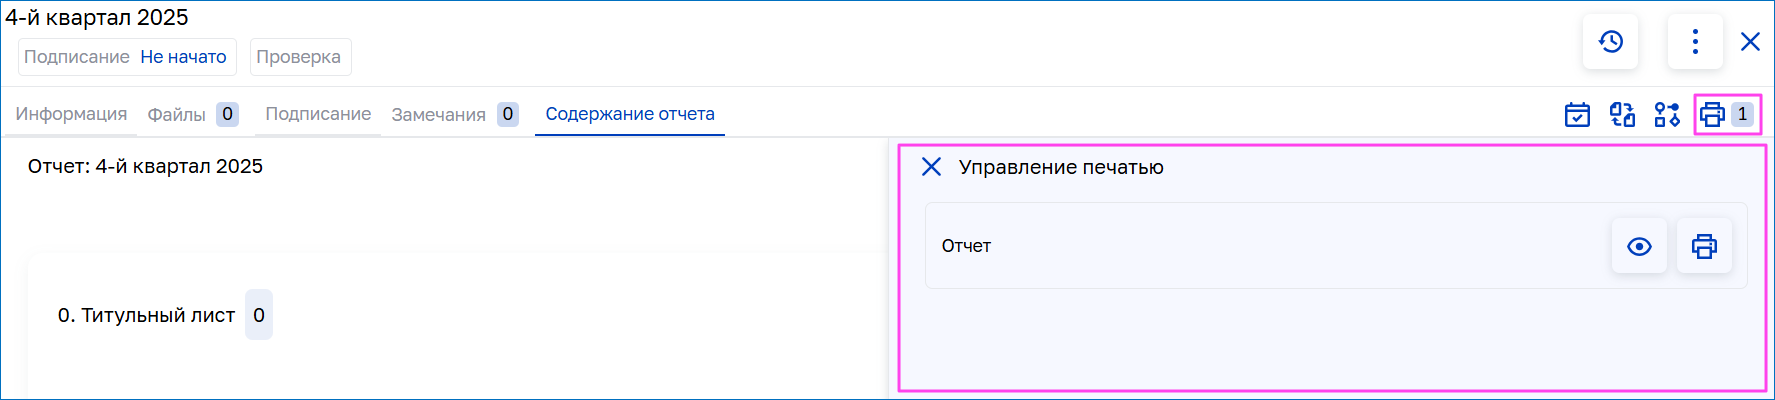 4-й квартал 2025
Подписание Не начато Проверка
Информация Файлы 0 Подписание Замечания 0 Содержание отчета 1
Отчет: 4-й квартал 2025
Управление печатью
Отчет
0. Титульный лист 0